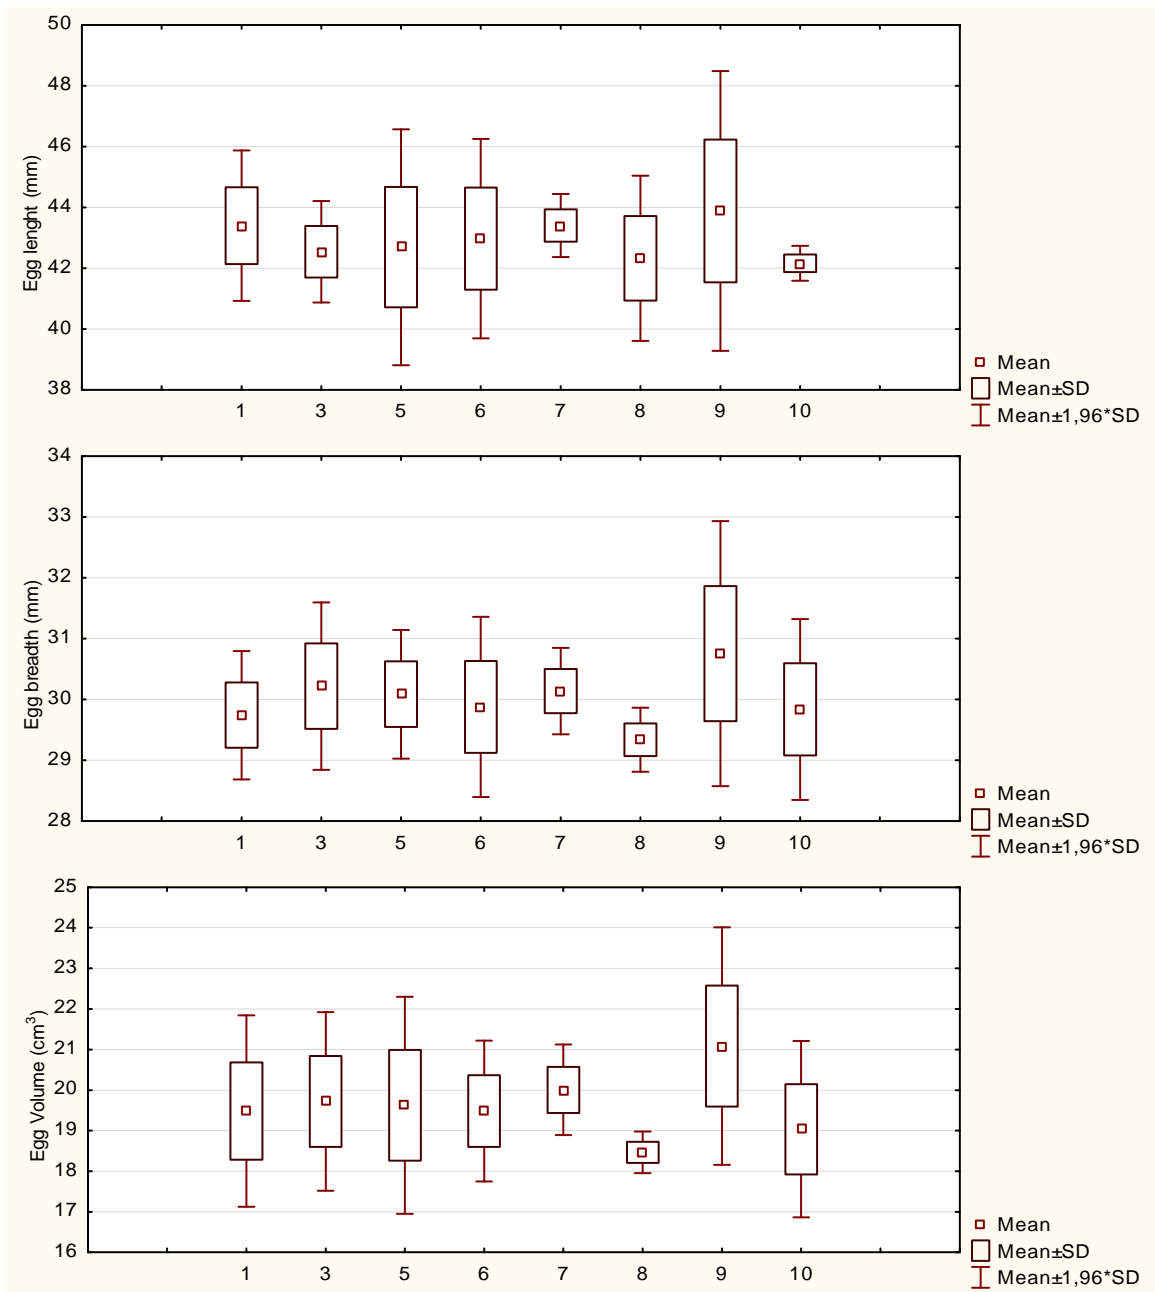 50
48
46
44
42
40
38
Egg lenght (mm)
1 3 5 6 7 8 9 10
Mean
Mean±SD
Mean±1,96*SD
34
33
32
31
30
29
28
Egg breadth (mm)
1 3 5 6 7 8 9 10
Mean
Mean±SD
Mean±1,96*SD
25
24
23
22
21
20
19
18
17
16
Egg Volume (cm³)
1 3 5 6 7 8 9 10
Mean
Mean±SD
Mean±1,96*SD